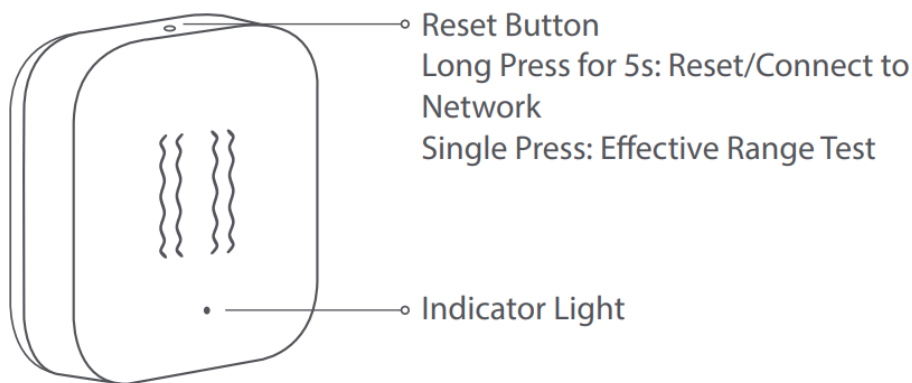 Reset Button
Long Press for 5s: Reset/Connect to
Network
Single Press: Effective Range Test
Indicator Light